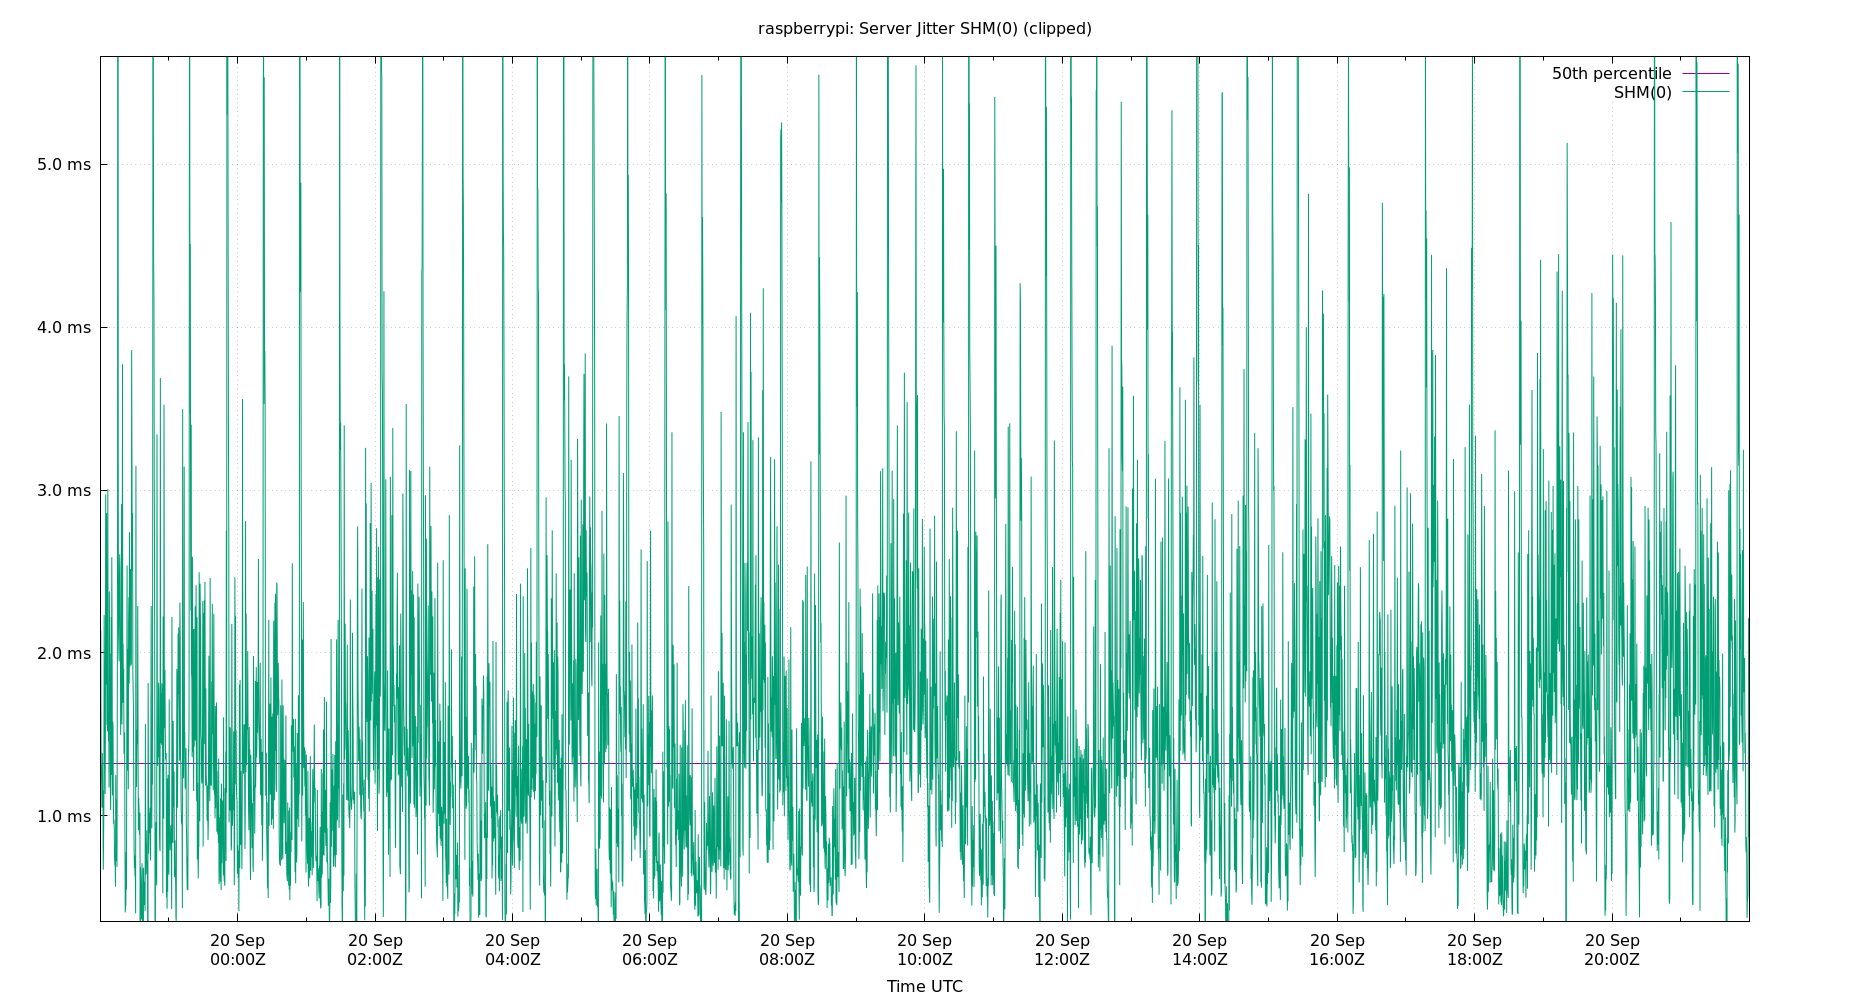 raspberrypi: Server Jitter SHM(0) (clipped)
50th percentile
SHM(0)
5.0 ms
4.0 ms
3.0 ms
2.0 ms
1.0 ms
20 Sep 20 Sep 20 Sep 20 Sep 20 Sep 20 Sep 20 Sep 20 Sep 20 Sep 20 Sep 20 Sep
00:00Z 02:00Z 04:00Z 06:00Z 08:00Z 10:00Z 12:00Z 14:00Z 16:00Z 18:00Z 20:00Z
Time UTC